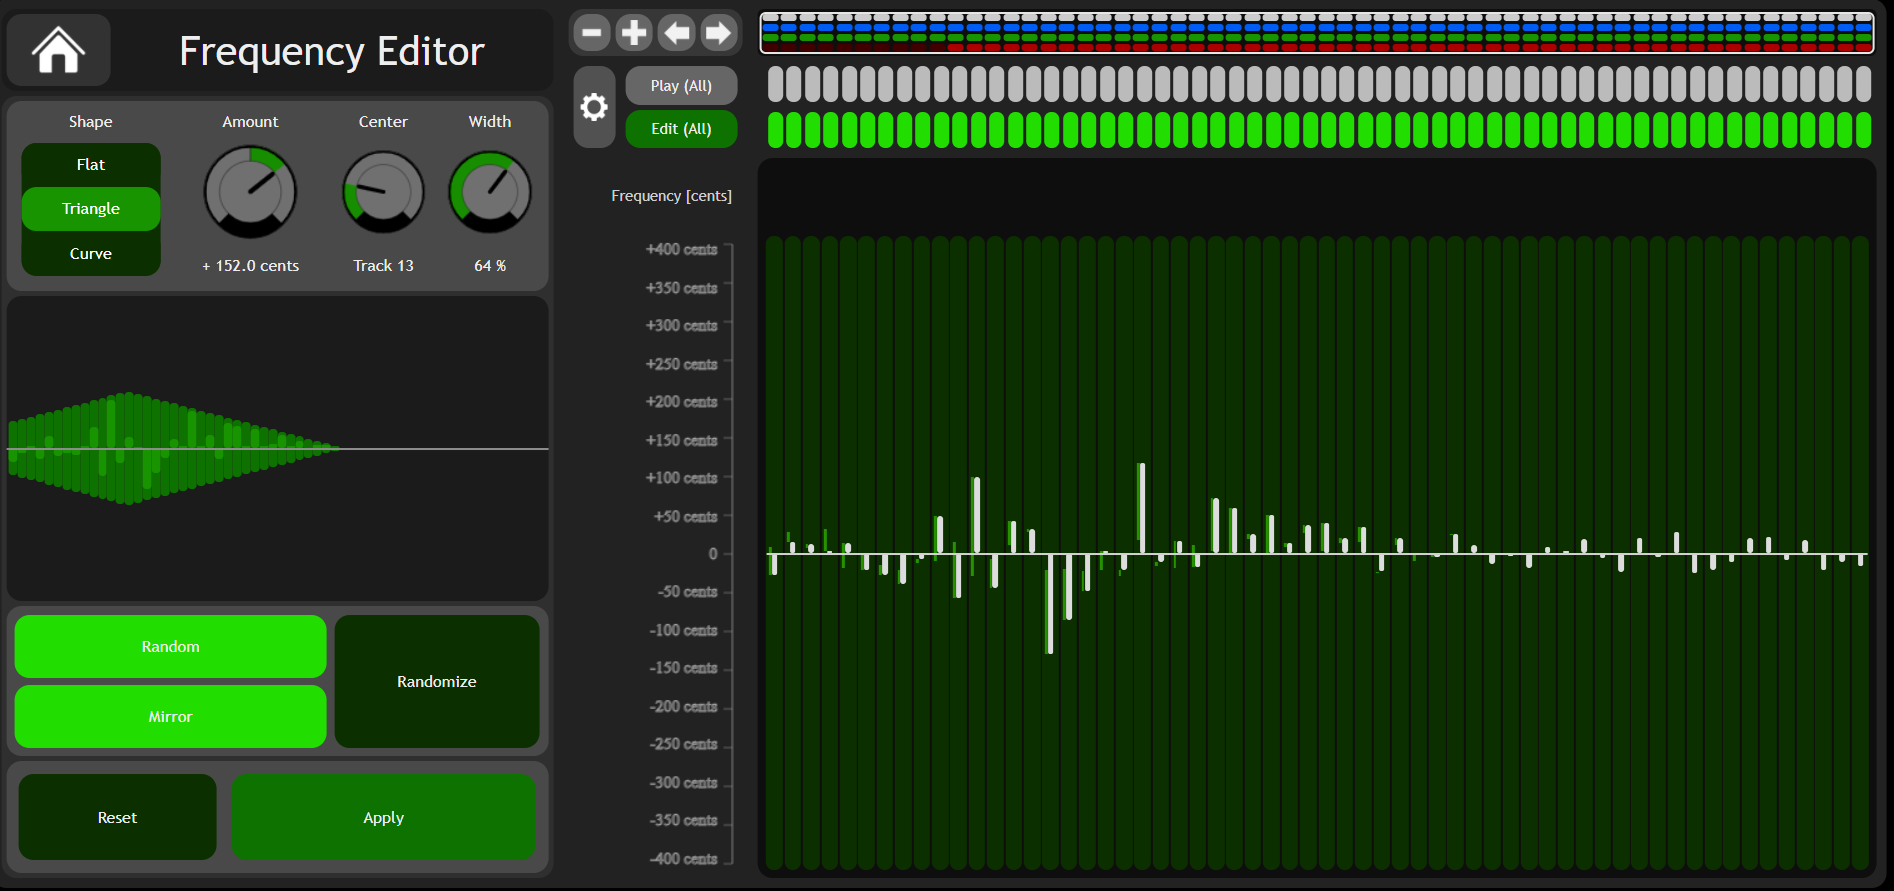 Frequency Editor
Shape
Amount
Center
Width
Flat
Triangle
Curve
+ 152.0 cents
Track 13
64 %
Random
Mirror
Randomize
Reset
Apply
Play (All)
Edit (All)
Frequency [cents]
+400 cents
+350 cents
+300 cents
+250 cents
+200 cents
+150 cents
+100 cents
+50 cents
0
-50 cents
-100 cents
-150 cents
-200 cents
-250 cents
-300 cents
-350 cents
-400 cents